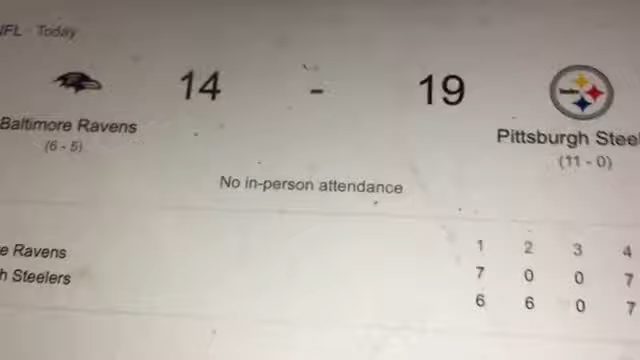 NFL · Today
14 - 19
Baltimore Ravens
(6 - 5)
Pittsburgh Steel
(11 - 0)
No in-person attendance
1 2 3 4
e Ravens 7 0 0 7
h Steelers 6 6 0 7